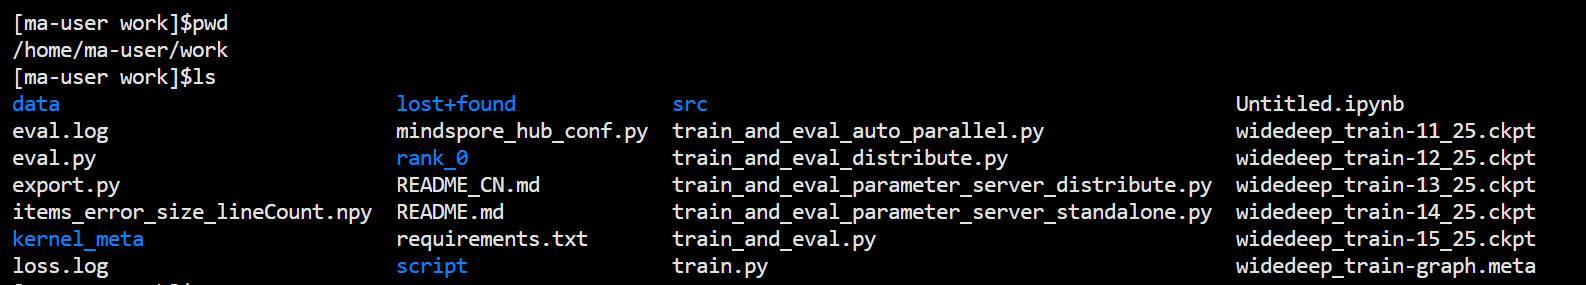 [ma-user work]$pwd
/home/ma-user/work
[ma-user work]$ls
data lost+found src Untitled.ipynb
eval.log mindspore_hub_conf.py train_and_eval_auto_parallel.py widedeep_train-11_25.ckpt
eval.py rank_0 train_and_eval_distribute.py widedeep_train-12_25.ckpt
export.py README_CN.md train_and_eval_parameter_server_distribute.py widedeep_train-13_25.ckpt
items_error_size_lineCount.npy README.md train_and_eval_parameter_server_standalone.py widedeep_train-14_25.ckpt
kernel_meta requirements.txt train_and_eval.py widedeep_train-15_25.ckpt
loss.log script train.py widedeep_train-graph.meta